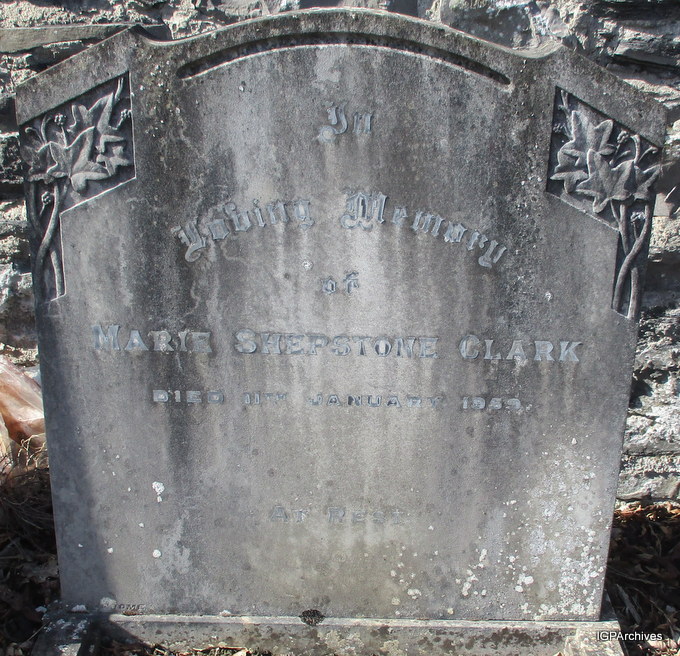 In
Loving Memory
of
MARIE SHEPSTONE CLARK
DIED 11TH JANUARY
AT REST
IGPArchives